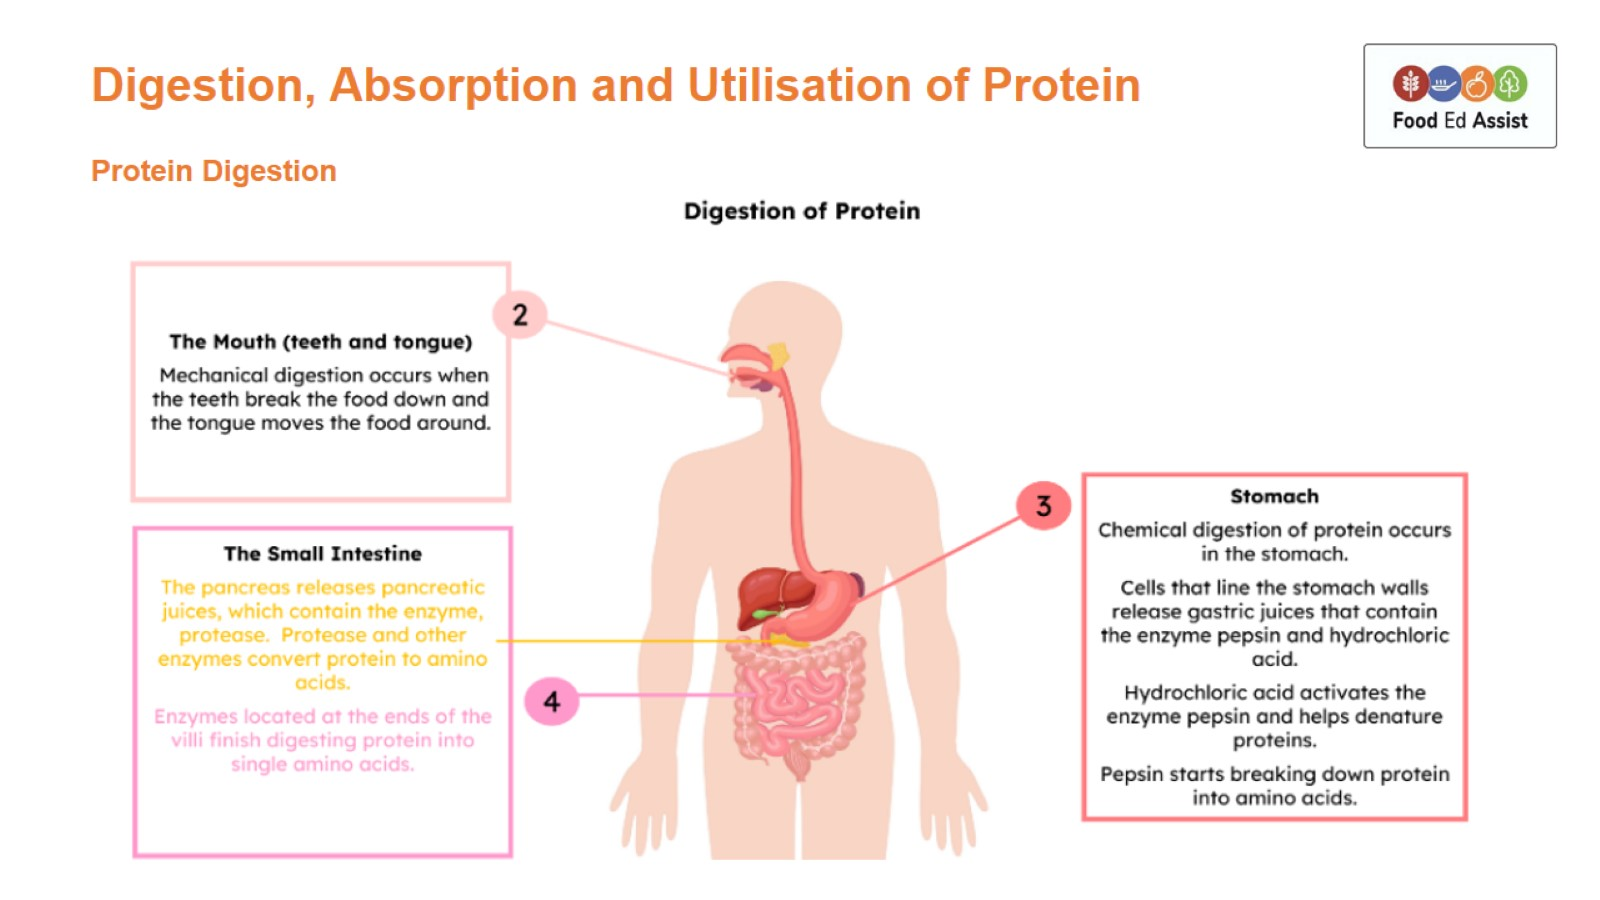 Digestion, Absorption and Utilisation of Protein
Food Ed Assist
Protein Digestion
Digestion of Protein
2
The Mouth (teeth and tongue)
Mechanical digestion occurs when
the teeth break the food down and
the tongue moves the food around.
3
Stomach
Chemical digestion of protein occurs
in the stomach.
Cells that line the stomach walls
release gastric juices that contain
the enzyme pepsin and hydrochloric
acid.
Hydrochloric acid activates the
enzyme pepsin and helps denature
proteins.
Pepsin starts breaking down protein
into amino acids.
The Small Intestine
The pancreas releases pancreatic
juices, which contain the enzyme,
protease. Protease and other
enzymes convert protein to amino
acids.
Enzymes located at the ends of the
villi finish digesting protein into
single amino acids.
4